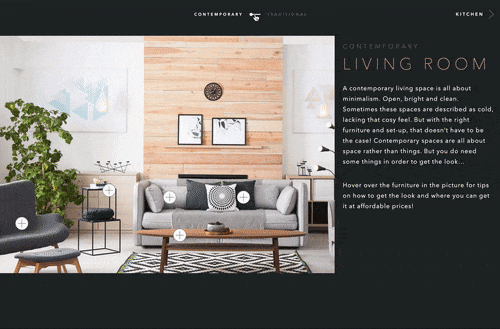 CONTEMPORARY TRADITIONAL KITCHEN
CONTEMPORARY
LIVING ROOM
A contemporary living space is all about
minimalism. Open, bright and clean.
Sometimes these spaces are described as cold,
lacking that cosy feel. But with the right
furniture and set-up, that doesn't have to be
the case! Contemporary spaces are all about
space rather than things. But you do need
some things in order to get the look...
Hover over the furniture in the picture for tips
on how to get the look and where you can get
it at affordable prices!